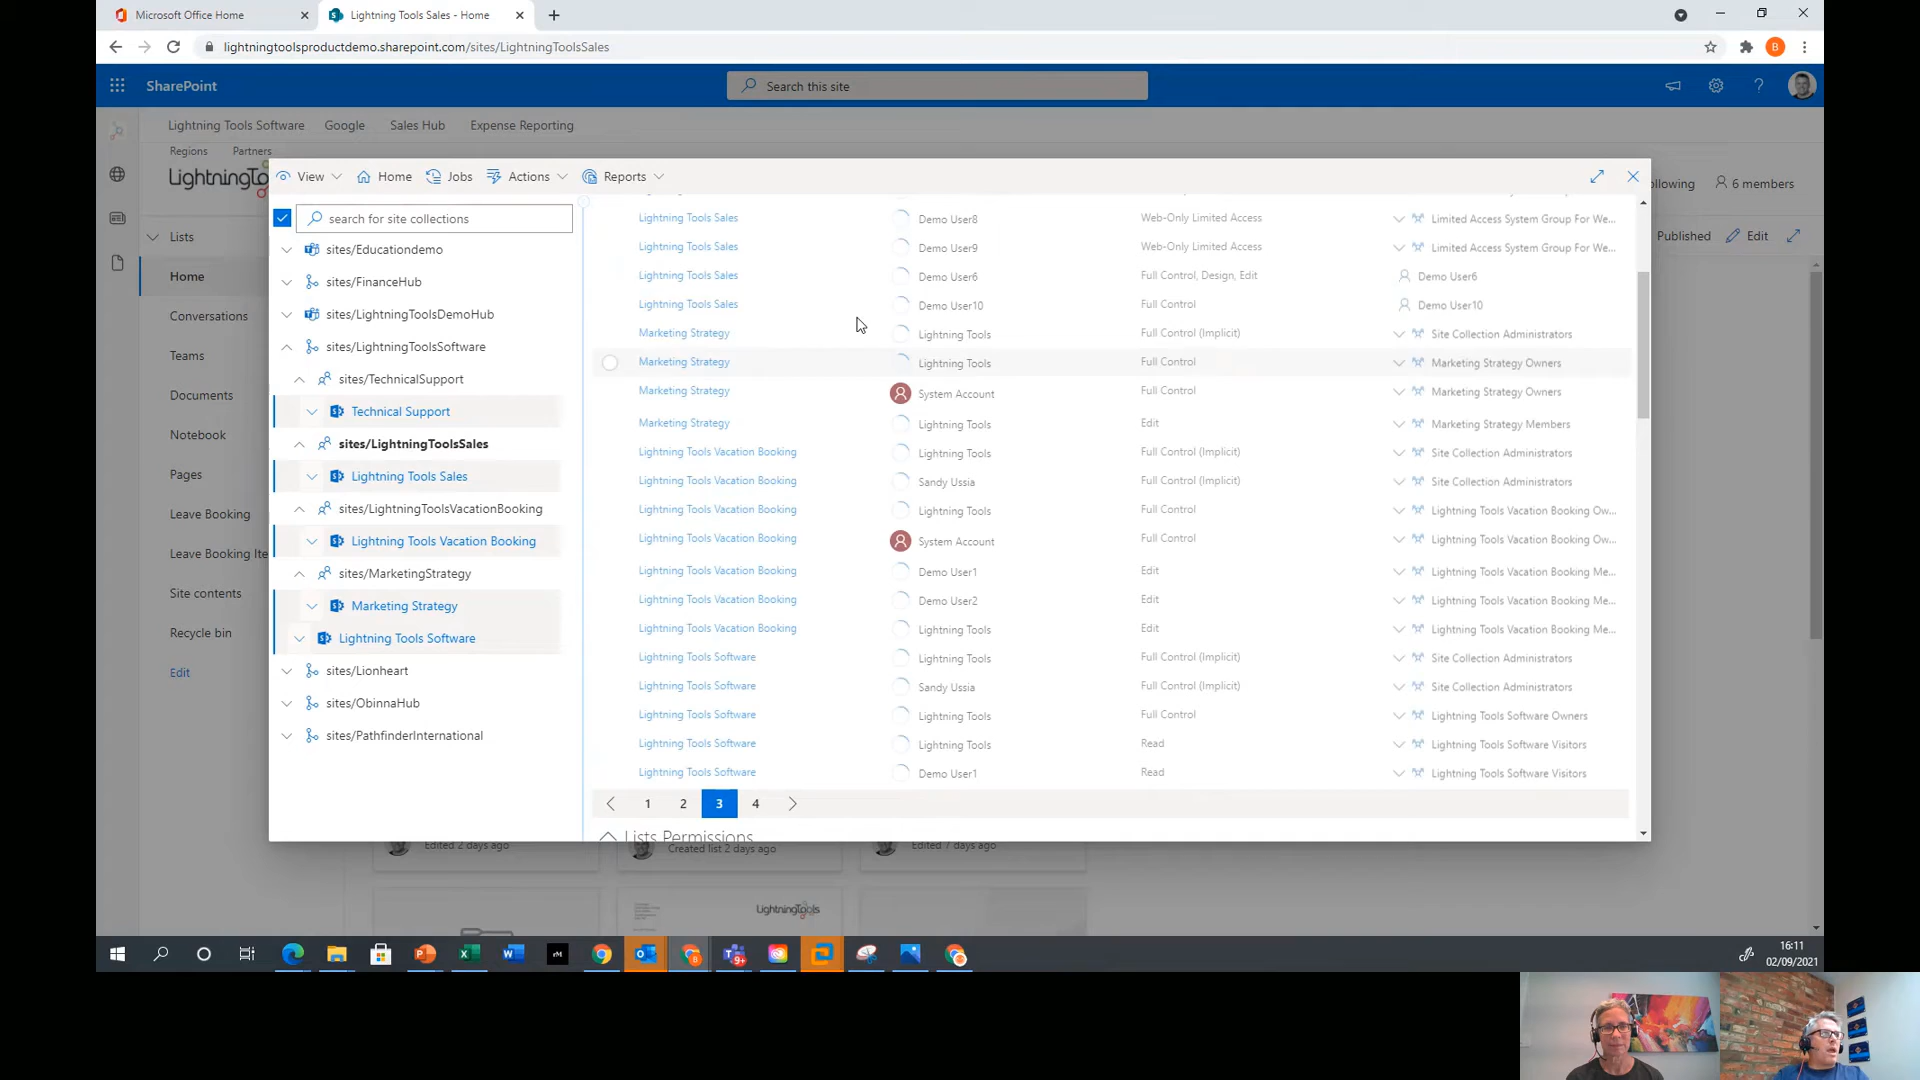 Microsoft Office Home
Lightning Tools Sales - Home
lightningtoolsproductdemo.sharepoint.com/sites/LightningToolsSales
B
SharePoint
Search this site
Lightning Tools Software Google Sales Hub Expense Reporting
Regions Partners
6 members
View Home Jobs Actions Reports
search for site collections
Lists
Home
Conversations
Teams
Documents
Notebook
Pages
Leave Booking
Leave Booking Ite
Site contents
Recycle bin
Edit
sites/Educationdemo
sites/FinanceHub
sites/LightningToolsDemoHub
sites/LightningToolsSoftware
sites/TechnicalSupport
Technical Support
sites/LightningToolsSales
Lightning Tools Sales
sites/LightningToolsVacationBooking
Lightning Tools Vacation Booking
sites/MarketingStrategy
Marketing Strategy
Lightning Tools Software
sites/Lionheart
sites/ObinnaHub
sites/PathfinderInternational
Lightning Tools Sales Demo User8 Web-Only Limited Access Limited Access System Group For We...
Lightning Tools Sales Demo User9 Web-Only Limited Access Limited Access System Group For We...
Lightning Tools Sales Demo User6 Full Control, Design, Edit Demo User6
Lightning Tools Sales Demo User10 Full Control Demo User10
Marketing Strategy Lightning Tools Full Control (Implicit) Site Collection Administrators
Marketing Strategy Lightning Tools Full Control Marketing Strategy Owners
Marketing Strategy System Account Full Control Marketing Strategy Owners
Marketing Strategy Lightning Tools Edit Marketing Strategy Members
Lightning Tools Vacation Booking Lightning Tools Full Control (Implicit) Site Collection Administrators
Lightning Tools Vacation Booking Sandy Ussia Full Control (Implicit) Site Collection Administrators
Lightning Tools Vacation Booking Lightning Tools Full Control Lightning Tools Vacation Booking Ow...
Lightning Tools Vacation Booking System Account Full Control Lightning Tools Vacation Booking Ow...
Lightning Tools Vacation Booking Demo User1 Edit Lightning Tools Vacation Booking Me...
Lightning Tools Vacation Booking Demo User2 Edit Lightning Tools Vacation Booking Me...
Lightning Tools Vacation Booking Lightning Tools Edit Lightning Tools Vacation Booking Me...
Lightning Tools Software Lightning Tools Full Control (Implicit) Site Collection Administrators
Lightning Tools Software Sandy Ussia Full Control (Implicit) Site Collection Administrators
Lightning Tools Software Lightning Tools Full Control Lightning Tools Software Owners
Lightning Tools Software Lightning Tools Read Lightning Tools Software Visitors
Lightning Tools Software Demo User1 Read Lightning Tools Software Visitors
1 2 3 4
Lists Permissions
Published Edit
Edited 2 days ago
Created list 2 days ago
Edited 7 days ago
LightningTools
16:11
02/09/2021